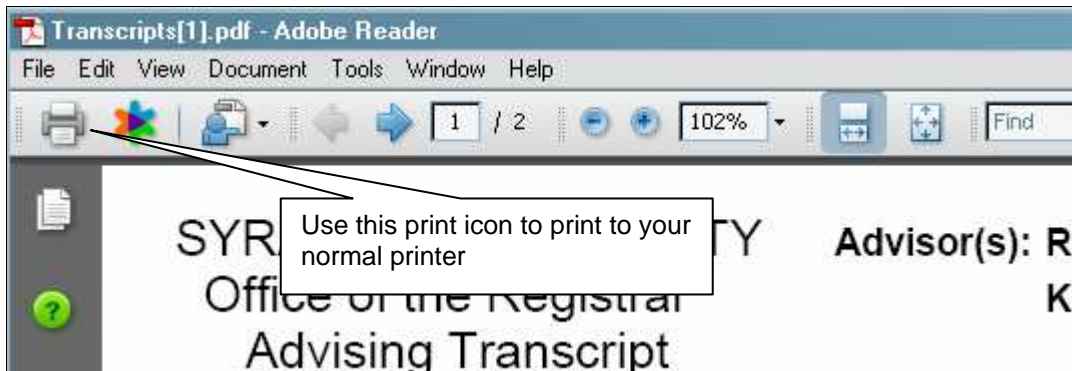 Transcripts[1].pdf - Adobe Reader
File Edit View Document Tools Window Help
1 / 2 102% Find
Use this print icon to print to your
normal printer
SYR TY Advisor(s): R
Office of the Registrar K
Advising Transcript